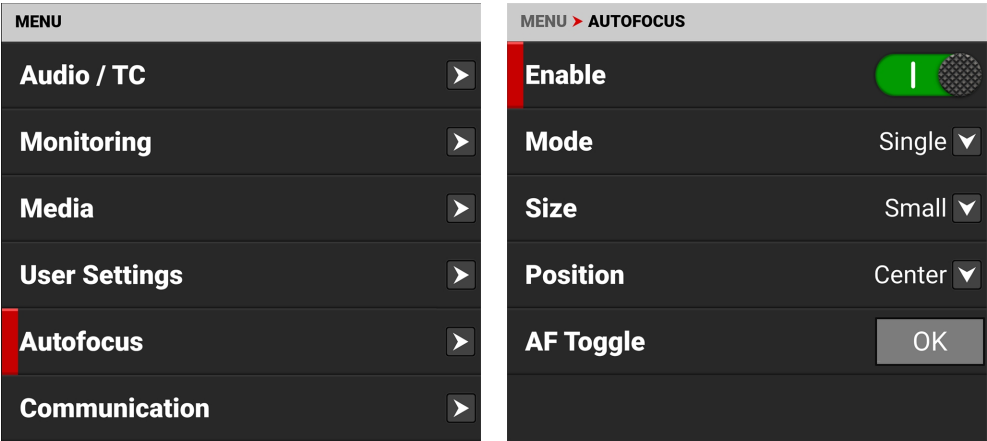 MENU
Audio / TC
Monitoring
Media
User Settings
Autofocus
Communication
MENU > AUTOFOCUS
Enable
Mode Single
Size Small
Position Center
AF Toggle OK